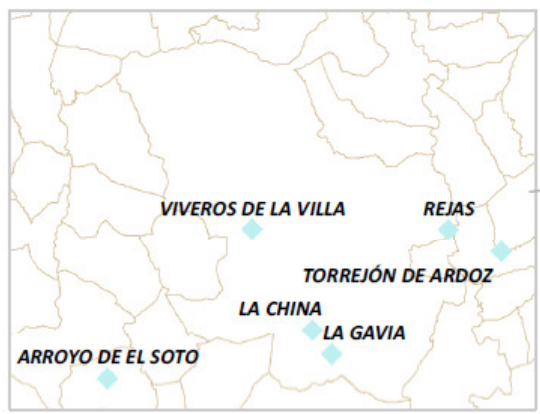 VIVEROS DE LA VILLA
REJAS
TORREJÓN DE ARDOZ
LA CHINA
LA GAVIA
ARROYO DE EL SOTO